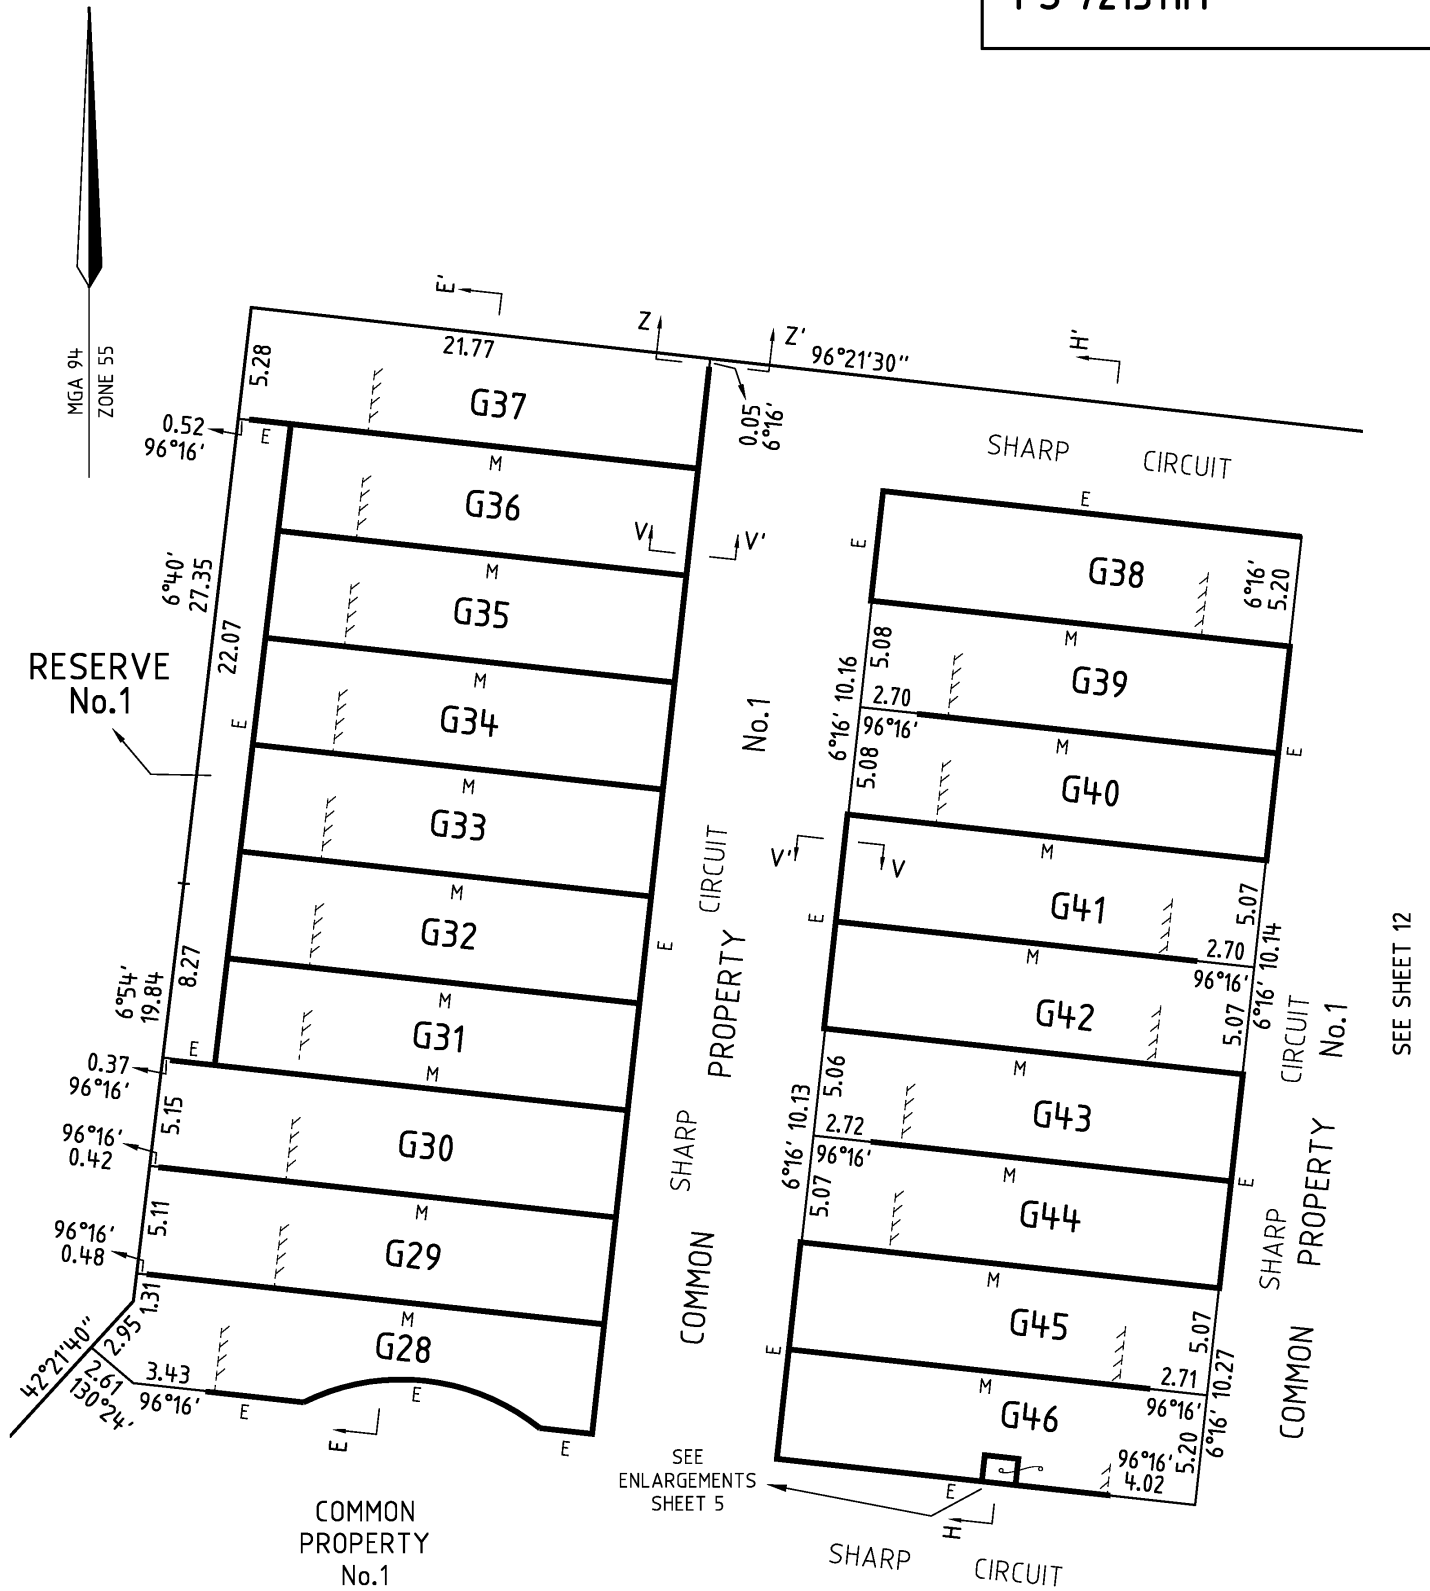 MGA 94
ZONE 55
E'
Z
Z'
96°21'30"
H'
21.77
5.28
G37
0.52
96°16'
E
M
0.05
6°16'
SHARP CIRCUIT
G36
V
V'
E
E
G38
6°16'
5.20
M
G35
6°40'
27.35
22.07
M
RESERVE
No.1
G34
E
M
5.08
6°16' 10.16
2.70
96°16'
5.08
G39
M
E
No.1
G33
M
G40
M
V'
V
CIRCUIT
G32
M
E
PROPERTY
E
G41
M
5.07
2.70
96°16'
6°16' 10.14
5.07
SEE SHEET 12
8.27
6°54'
19.84
G31
M
E
0.37
96°16'
G42
M
CIRCUIT
No.1
5.15
96°16'
0.42
G30
M
SHARP
5.06
6°16' 10.13
2.72
96°16'
5.07
G43
M
E
PROPERTY
5.11
96°16'
0.48
G29
M
COMMON
G44
M
SHARP
1.31
2.95
42°21'40"
2.61
130°24'
3.43
96°16'
G28
E
E
E
E
E
G45
M
5.07
2.71
96°16'
6°16' 10.27
5.20
COMMON
G46
96°16'
4.02
E
H
SEE
ENLARGEMENTS
SHEET 5
COMMON
PROPERTY
No.1
SHARP CIRCUIT